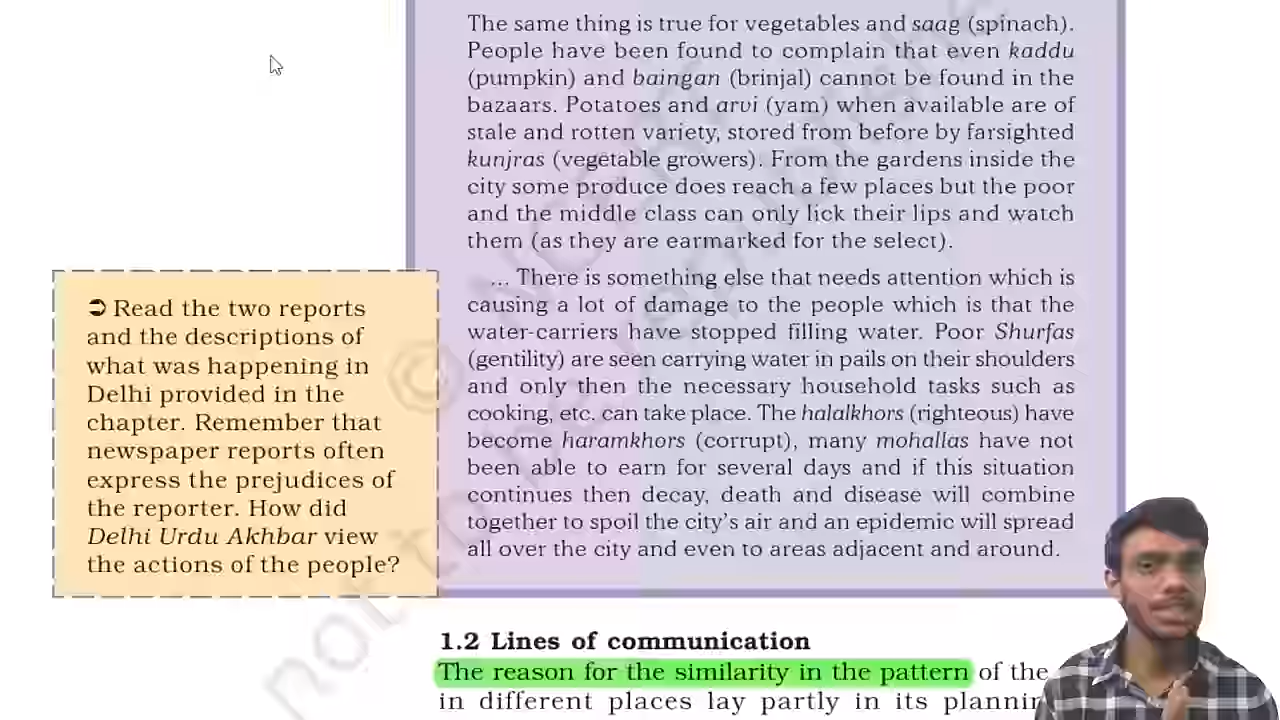 The same thing is true for vegetables and saag (spinach).
People have been found to complain that even kaddu
(pumpkin) and baingan (brinjal) cannot be found in the
bazaars. Potatoes and arvi (yam) when available are of
stale and rotten variety, stored from before by farsighted
kunjras (vegetable growers). From the gardens inside the
city some produce does reach a few places but the poor
and the middle class can only lick their lips and watch
them (as they are earmarked for the select).
... There is something else that needs attention which is
causing a lot of damage to the people which is that the
water-carriers have stopped filling water. Poor Shurfas
(gentility) are seen carrying water in pails on their shoulders
and only then the necessary household tasks such as
cooking, etc. can take place. The halalkhors (righteous) have
become haramkhors (corrupt), many mohallas have not
been able to earn for several days and if this situation
continues then decay, death and disease will combine
together to spoil the city's air and an epidemic will spread
all over the city and even to areas adjacent and around.
➲ Read the two reports
and the descriptions of
what was happening in
Delhi provided in the
chapter. Remember that
newspaper reports often
express the prejudices of
the reporter. How did
Delhi Urdu Akhbar view
the actions of the people?
1.2 Lines of communication
The reason for the similarity in the pattern of the
in different places lay partly in its